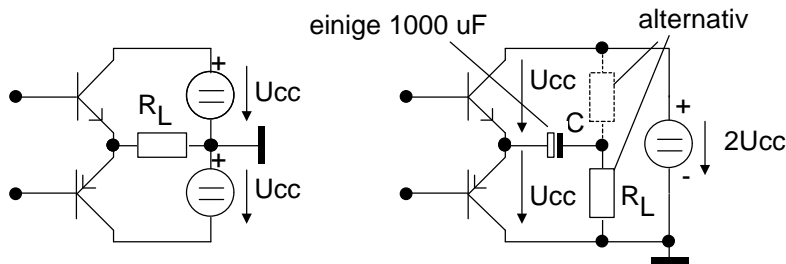 einige 1000 uF
alternativ
+
Ucc
RL
+
Ucc
Ucc
C
Ucc
RL
+
2Ucc
-